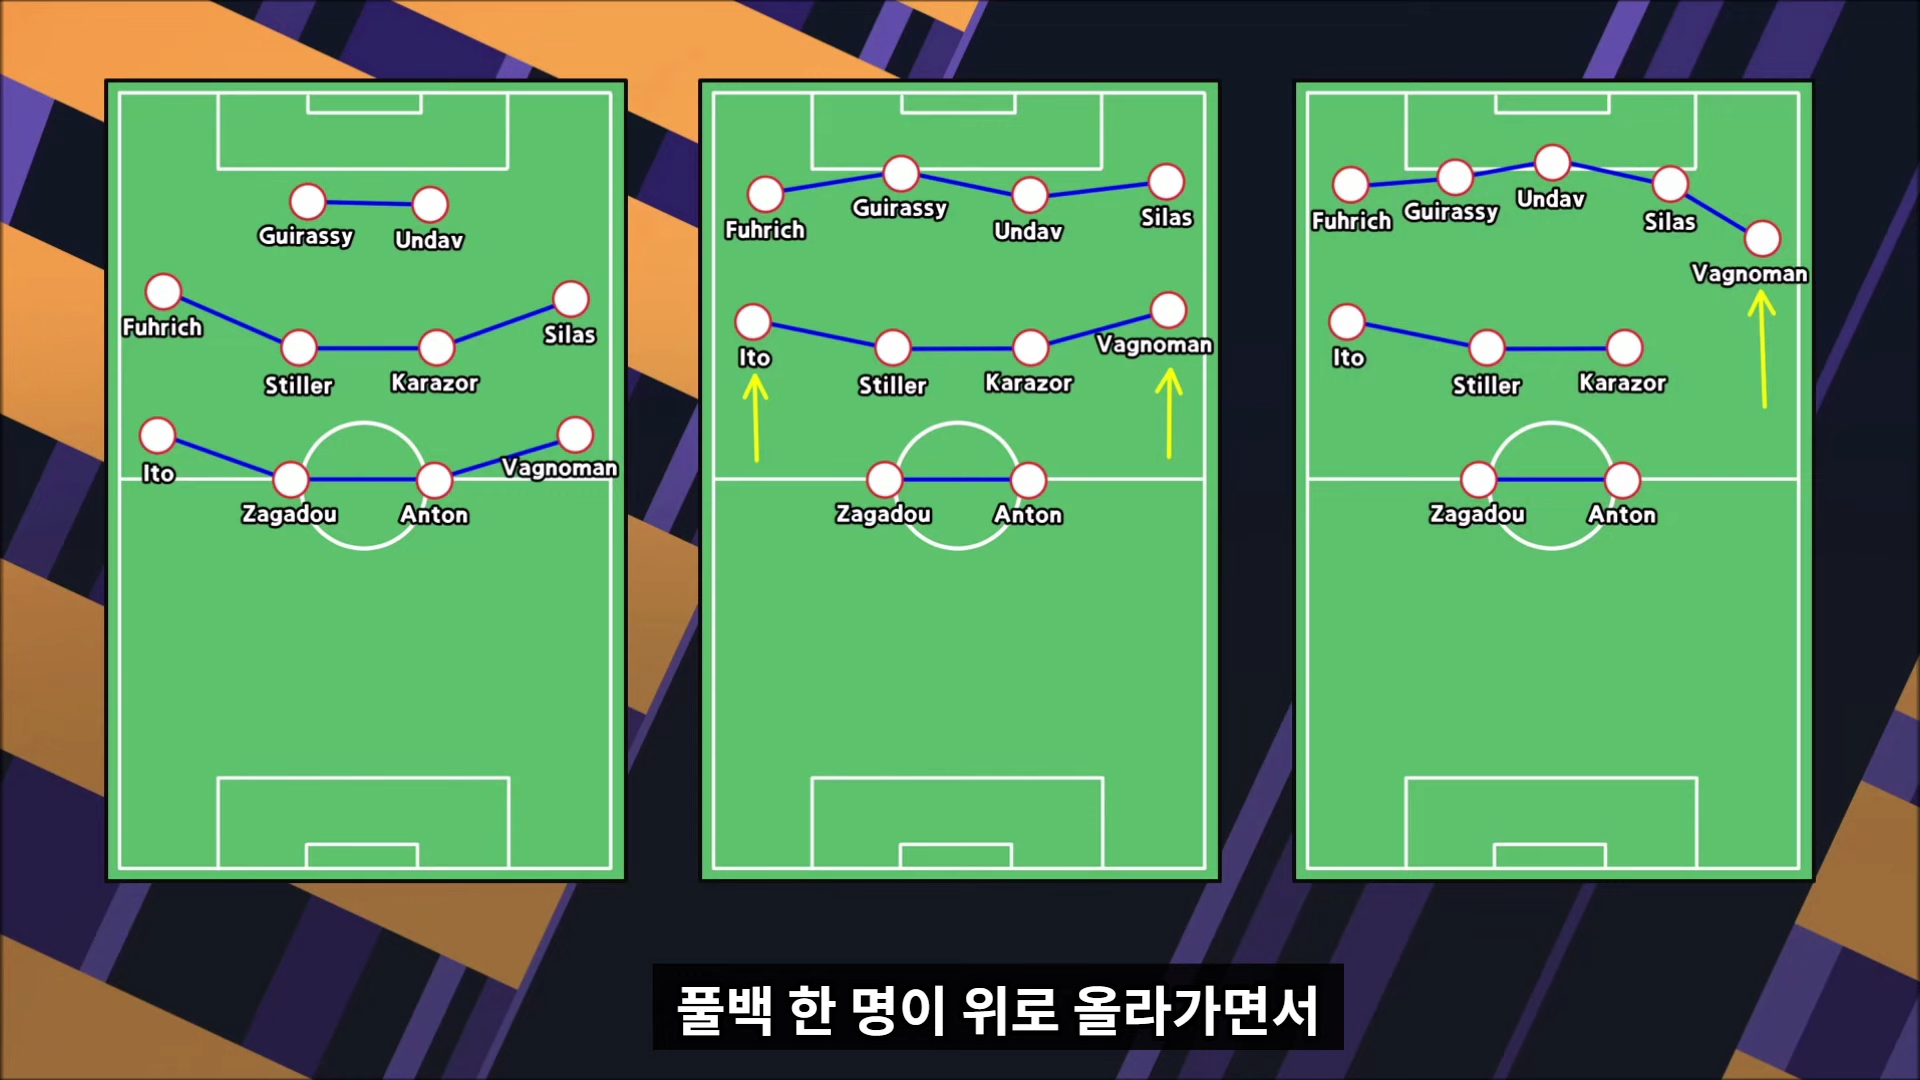 Guirassy Undav
Fuhrich Silas
Stiller Karazor
Ito Vagnoman
Zagadou Anton
Fuhrich Guirassy Undav Silas
Ito Stiller Karazor Vagnoman
Zagadou Anton
Fuhrich Guirassy Undav Silas
Vagnoman
Ito Stiller Karazor
Zagadou Anton
풀백 한 명이 위로 올라가면서